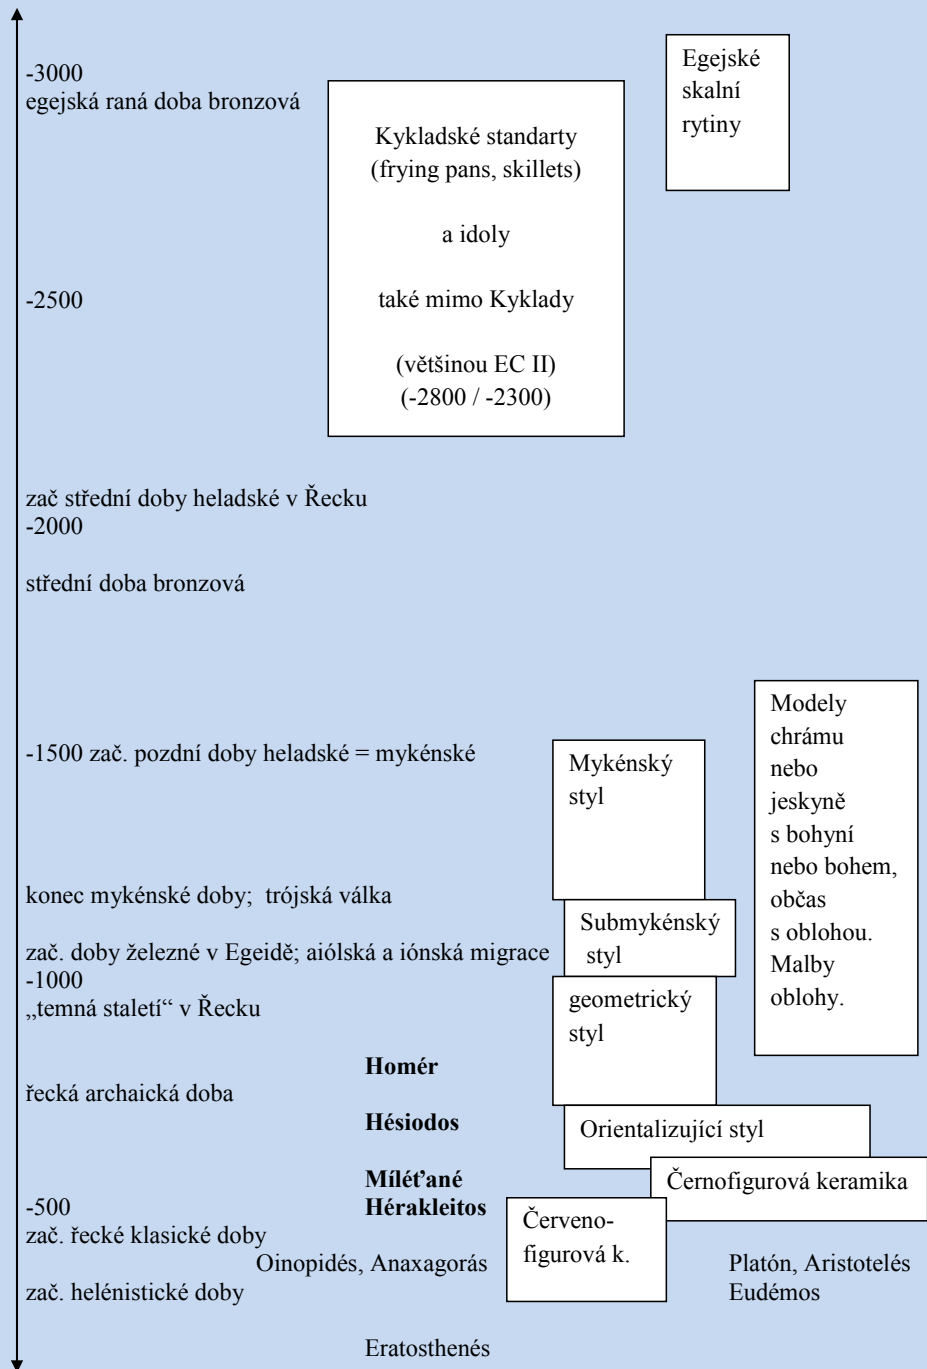 -3000
egejská raná doba bronzová
Egejské
skalní
rytiny
Kykladské standarty
(frying pans, skillets)
a idoly
-2500
také mimo Kyklady
(většinou EC II)
(-2800 / -2300)
zač střední doby heladské v Řecku
-2000
střední doba bronzová
-1500 zač. pozdní doby heladské = mykénské
Mykénský
styl
Modely
chrámu
nebo
jeskyně
s bohyní
nebo bohem,
občas
s oblohou.
Malby
oblohy.
konec mykénské doby;  trójská válka
Submykénský
styl
zač. doby železné v Egeidě; aiólská a iónská migrace
-1000
„temná staletí“ v Řecku
geometrický
styl
Homér
řecká archaická doba
Hésiodos
Orientalizující styl
Míléťané
Černofigurová keramika
-500
Hérakleitos
Červeno-
figurová k.
zač. řecké klasické doby
Oinopidés, Anaxagorás
Platón, Aristotelés
zač. helénistické doby
Eudémos
Eratosthenés